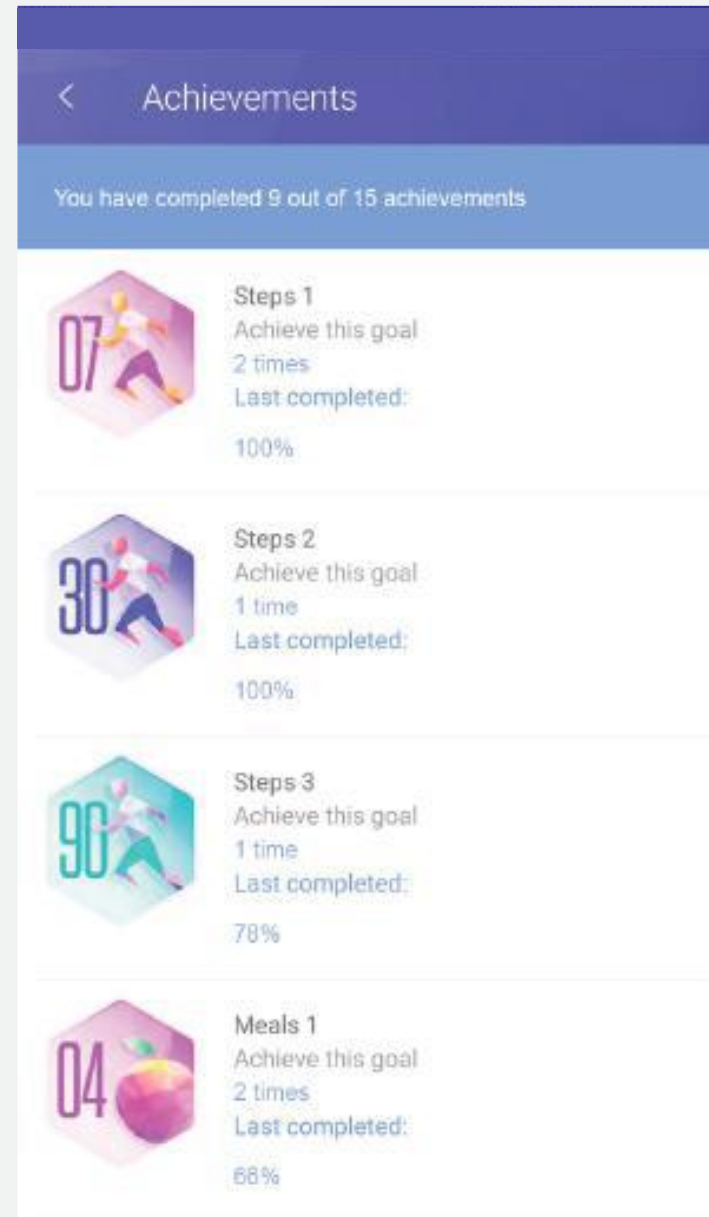 Achievements
You have completed 9 out of 15 achievements
07
Steps 1
Achieve this goal
2 times
Last completed:
100%
30
Steps 2
Achieve this goal
1 time
Last completed:
100%
90
Steps 3
Achieve this goal
1 time
Last completed:
78%
04
Meals 1
Achieve this goal
2 times
Last completed: